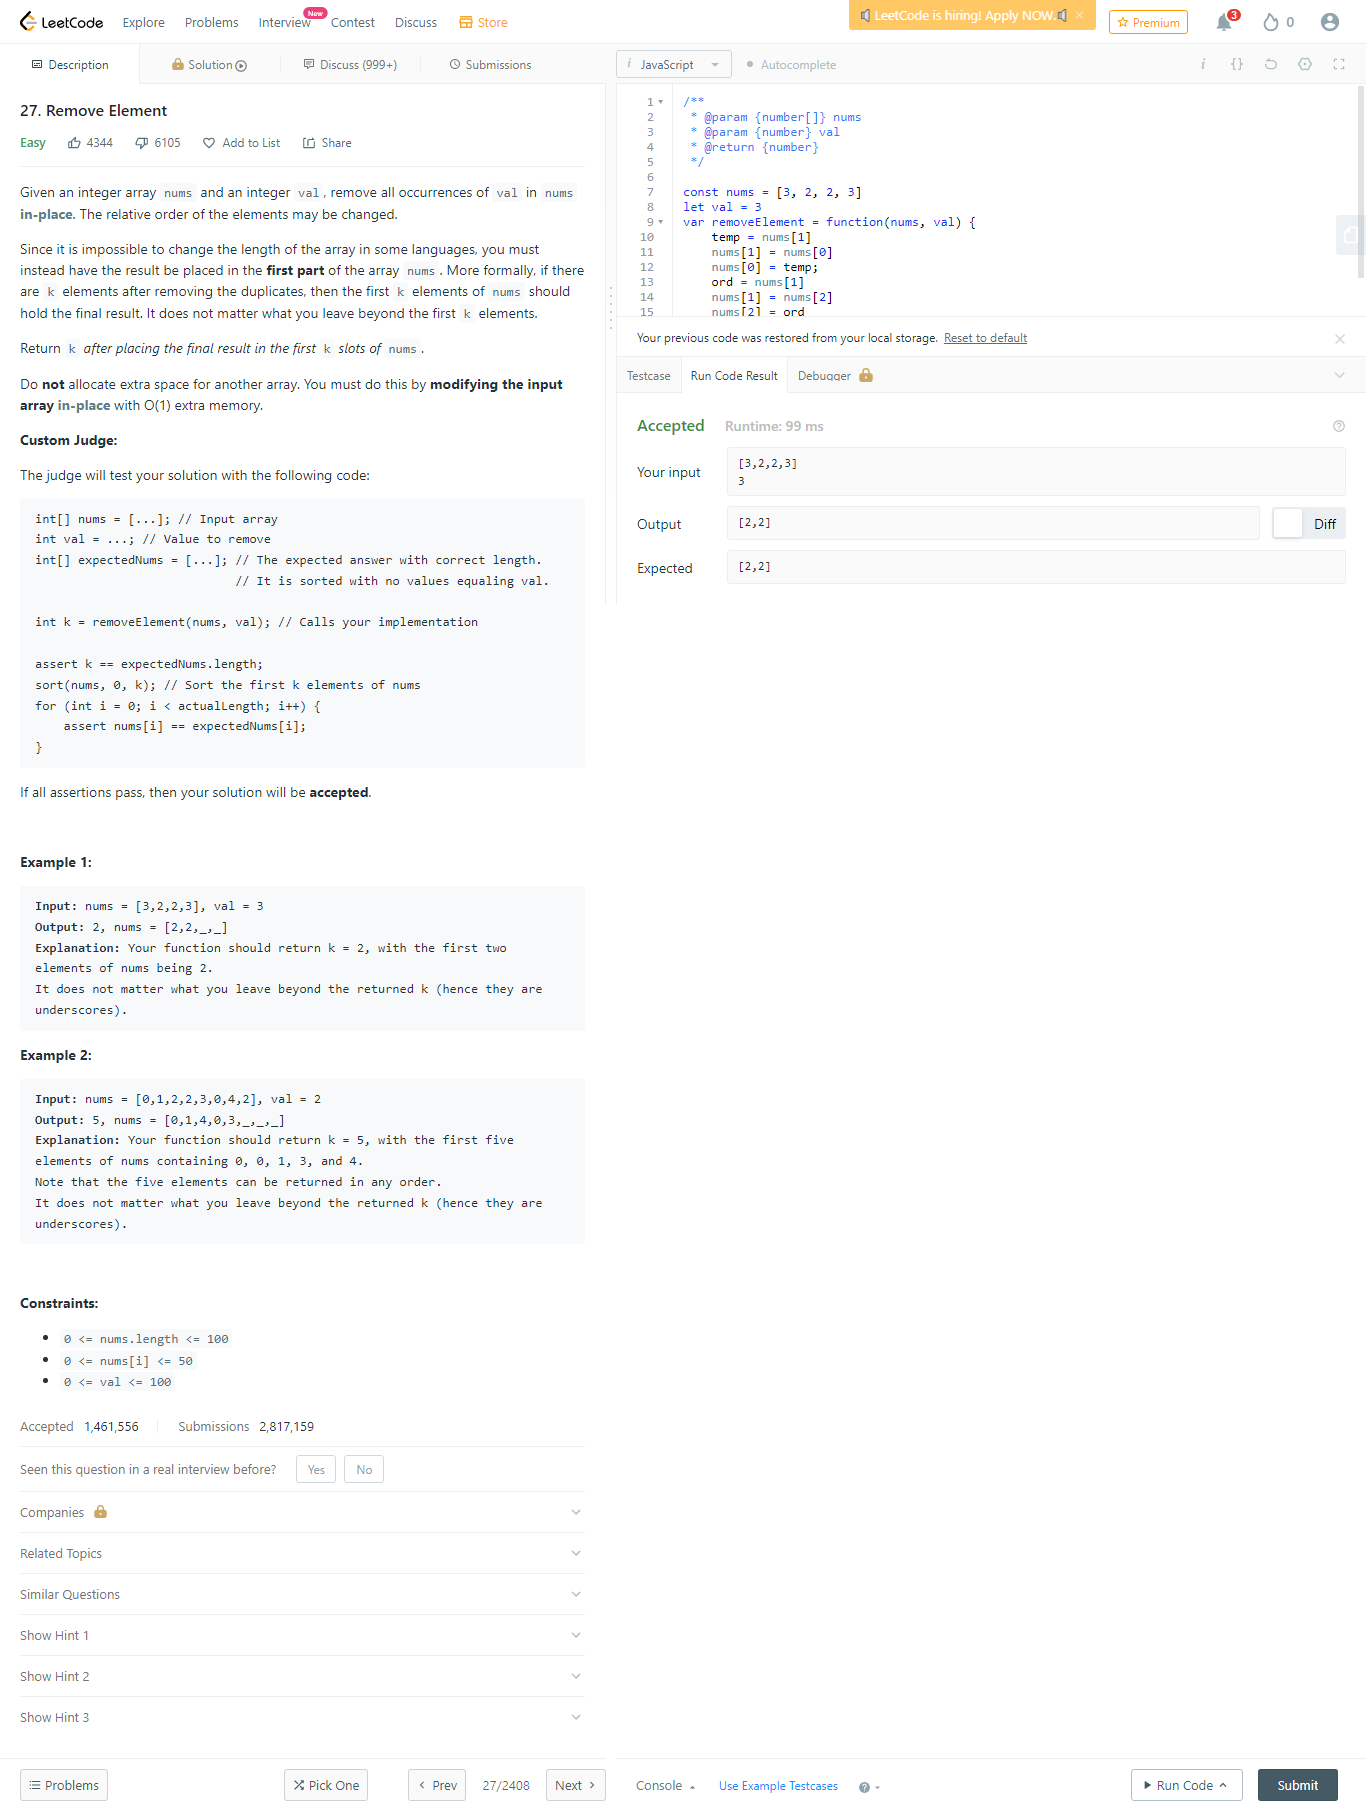 LeetCode Explore Problems Interview New Contest Discuss Store LeetCode is hiring! Apply NOW. × Premium 3 0
Description Solution Discuss (999+) Submissions
27. Remove Element
Easy 4344 6105 Add to List Share
Given an integer array nums and an integer val, remove all occurrences of val in nums
in-place. The relative order of the elements may be changed.
Since it is impossible to change the length of the array in some languages, you must
instead have the result be placed in the first part of the array nums. More formally, if there
are k elements after removing the duplicates, then the first k elements of nums should
hold the final result. It does not matter what you leave beyond the first k elements.
Return k after placing the final result in the first k slots of nums.
Do not allocate extra space for another array. You must do this by modifying the input
array in-place with O(1) extra memory.
Custom Judge:
The judge will test your solution with the following code:
int[] nums = [...]; // Input array
int val = ...; // Value to remove
int[] expectedNums = [...]; // The expected answer with correct length.
// It is sorted with no values equaling val.
int k = removeElement(nums, val); // Calls your implementation
assert k == expectedNums.length;
sort(nums, 0, k); // Sort the first k elements of nums
for (int i = 0; i < actualLength; i++) {
assert nums[i] == expectedNums[i];
}
If all assertions pass, then your solution will be accepted.
Example 1:
Input: nums = [3,2,2,3], val = 3
Output: 2, nums = [2,2,_,_]
Explanation: Your function should return k = 2, with the first two
elements of nums being 2.
It does not matter what you leave beyond the returned k (hence they are
underscores).
Example 2:
Input: nums = [0,1,2,2,3,0,4,2], val = 2
Output: 5, nums = [0,1,4,0,3,_,_,_]
Explanation: Your function should return k = 5, with the first five
elements of nums containing 0, 0, 1, 3, and 4.
Note that the five elements can be returned in any order.
It does not matter what you leave beyond the returned k (hence they are
underscores).
Constraints:
• 0 <= nums.length <= 100
• 0 <= nums[i] <= 50
• 0 <= val <= 100
Accepted 1,461,556 Submissions 2,817,159
Seen this question in a real interview before? Yes No
Companies
Related Topics
Similar Questions
Show Hint 1
Show Hint 2
Show Hint 3
Problems Pick One Prev 27/2408 Next
i JavaScript Autocomplete i {}
1 /**
2 * @param {number[]} nums
3 * @param {number} val
4 * @return {number}
5 */
6
7 const nums = [3, 2, 2, 3]
8 let val = 3
9 var removeElement = function(nums, val) {
10 temp = nums[1]
11 nums[1] = nums[0]
12 nums[0] = temp;
13 ord = nums[1]
14 nums[1] = nums[2]
15 nums[2] = ord
Your previous code was restored from your local storage. Reset to default
Testcase Run Code Result Debugger
Accepted Runtime: 99 ms
Your input
[3,2,2,3]
3
Output [2,2] Diff
Expected [2,2]
Console Use Example Testcases Run Code Submit